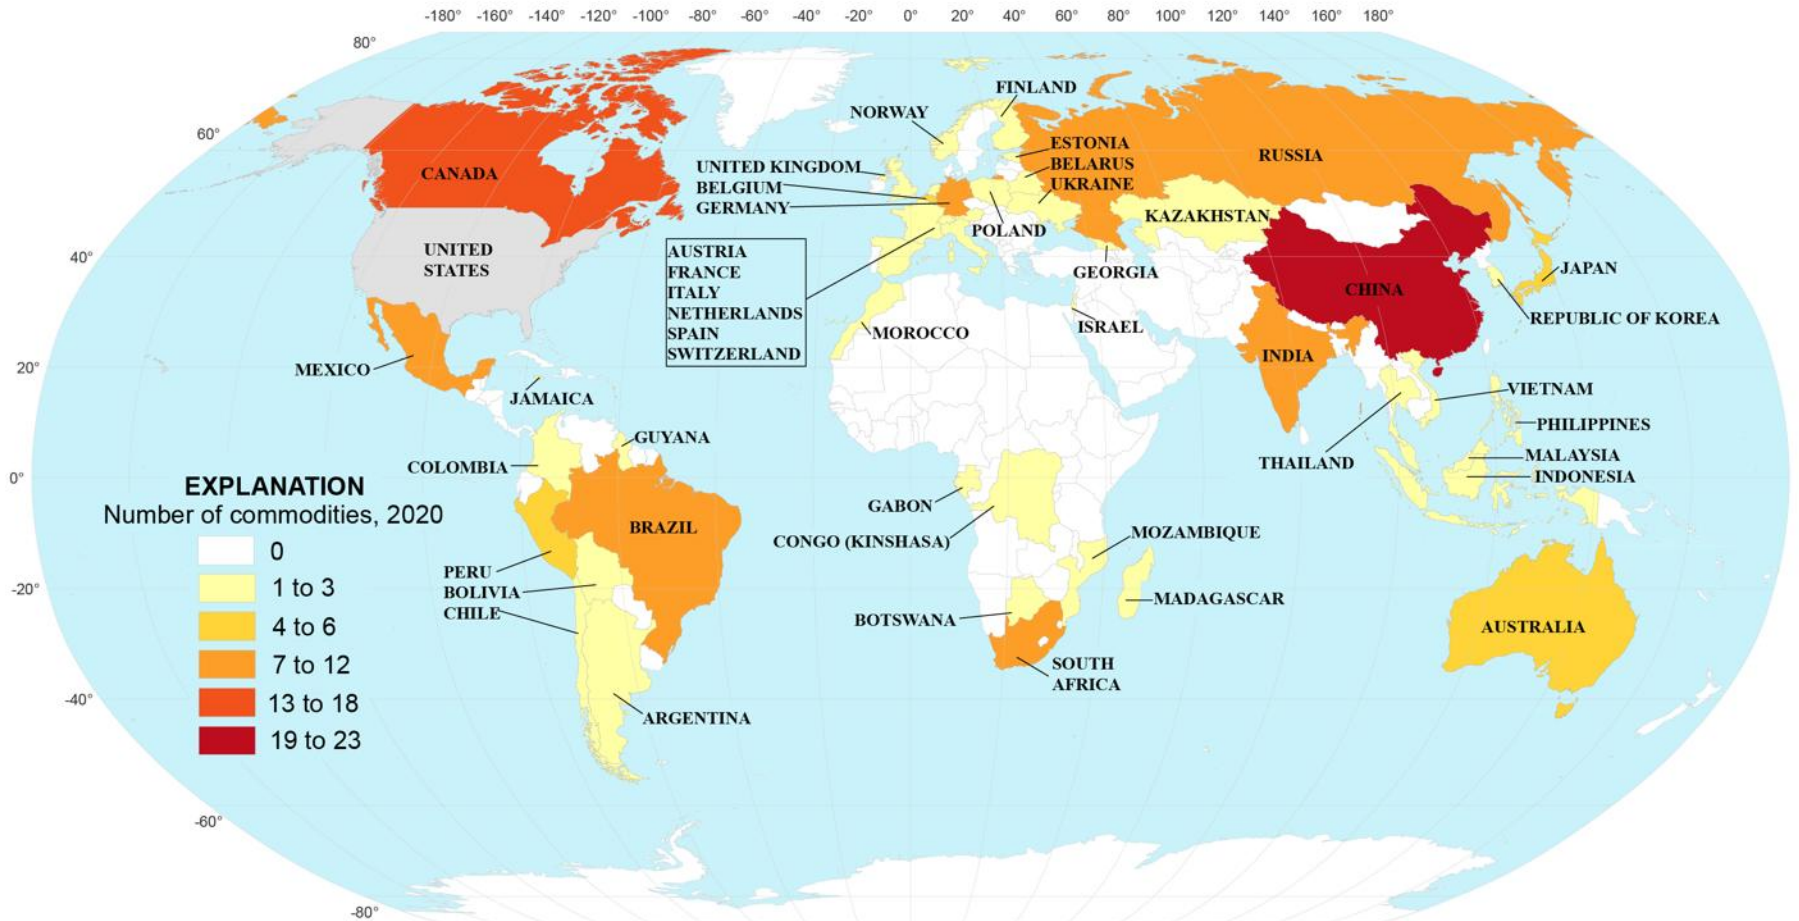 -180° -160° -140° -120° -100° -80° -60° -40° -20° 0° 20° 40° 60° 80° 100° 120° 140° 160° 180°
80°
60°
40°
20°
0°
-20°
-40°
-60°
-80°
CANADA
UNITED
STATES
MEXICO
JAMAICA
GUYANA
COLOMBIA
BRAZIL
PERU
BOLIVIA
CHILE
ARGENTINA
NORWAY
FINLAND
ESTONIA
BELARUS
UKRAINE
UNITED KINGDOM
BELGIUM
GERMANY
POLAND
AUSTRIA
FRANCE
ITALY
NETHERLANDS
SPAIN
SWITZERLAND
RUSSIA
KAZAKHSTAN
GEORGIA
ISRAEL
MOROCCO
CHINA
JAPAN
REPUBLIC OF KOREA
INDIA
VIETNAM
PHILIPPINES
THAILAND
MALAYSIA
INDONESIA
GABON
CONGO (KINSHASA)
MOZAMBIQUE
MADAGASCAR
BOTSWANA
SOUTH
AFRICA
AUSTRALIA
EXPLANATION
Number of commodities, 2020
0
1 to 3
4 to 6
7 to 12
13 to 18
19 to 23